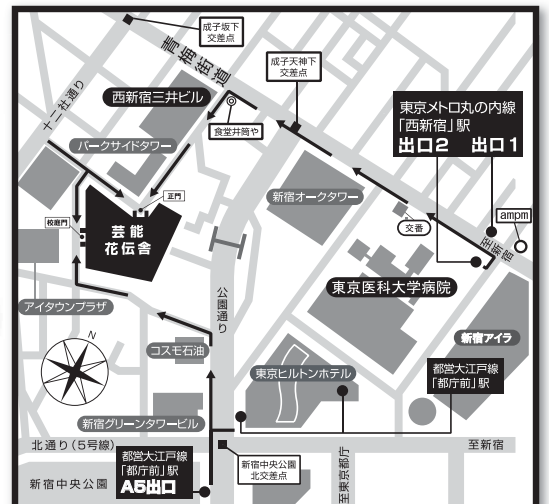 成子坂下
交差点
青梅街道
成子天神下
交差点
十二社通り
西新宿三井ビル
食堂井筒や
パークサイドタワー
東京メトロ丸の内線
「西新宿」駅
出口2 出口1
正門
新宿オークタワー
校庭門
芸能
花伝舎
交番
ampm
至新宿
公園通り
東京医科大学病院
アイタウンプラザ
新宿アイラ
コスモ石油
N
東京ヒルトンホテル
都営大江戸線
「都庁前」駅
新宿グリーンタワービル
北通り(5号線)
至新宿
都営大江戸線
「都庁前」駅
A5出口
新宿中央公園
北交差点
新宿中央公園
至東京都庁